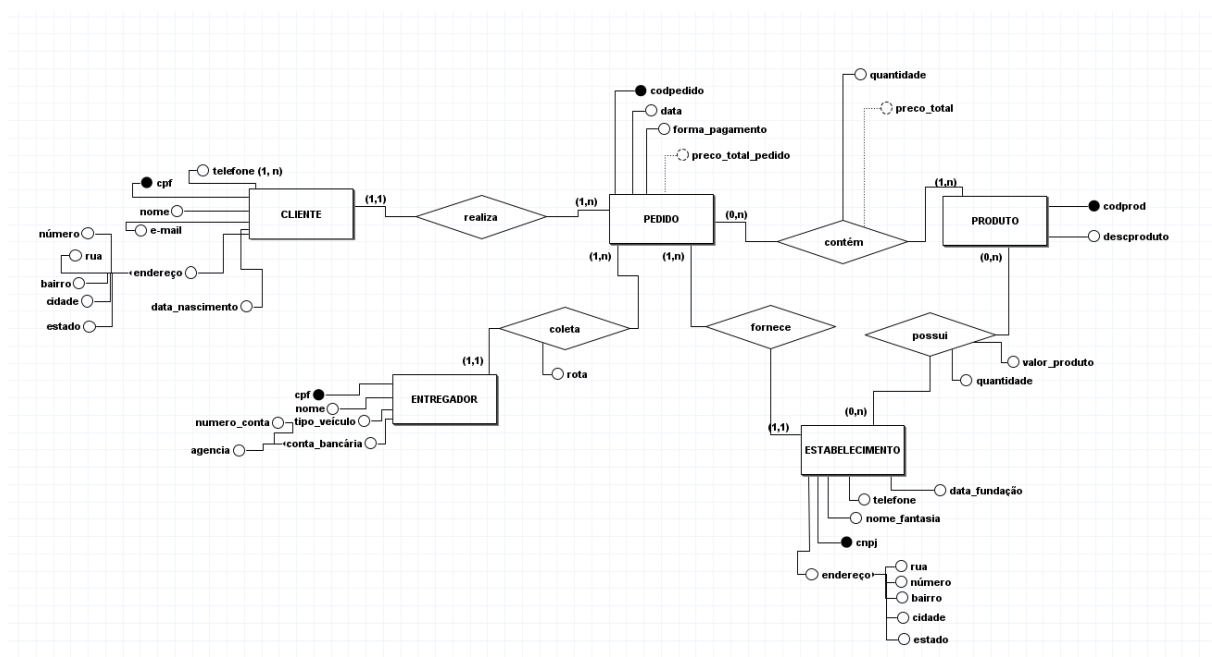 quantidade
codpedido
preco_total
data
forma_pagamento
preco_total_pedido
telefone (1, n)
cpf
(1,1)
(1,n)
(1,n)
CLIENTE
realiza
PEDIDO
(0,n)
contém
PRODUTO
codprod
descproduto
nome
e-mail
número
rua
endereço
bairro
cidade
estado
data_nascimento
(1,n)
(1,n)
(0,n)
coleta
fornece
possui
valor_produto
quantidade
rota
(1,1)
cpf
nome
ENTREGADOR
tipo_veículo
numero_conta
conta_bancária
agencia
(0,n)
(1,1)
ESTABELECIMENTO
data_fundação
telefone
nome_fantasia
cnpj
endereço
rua
número
bairro
cidade
estado